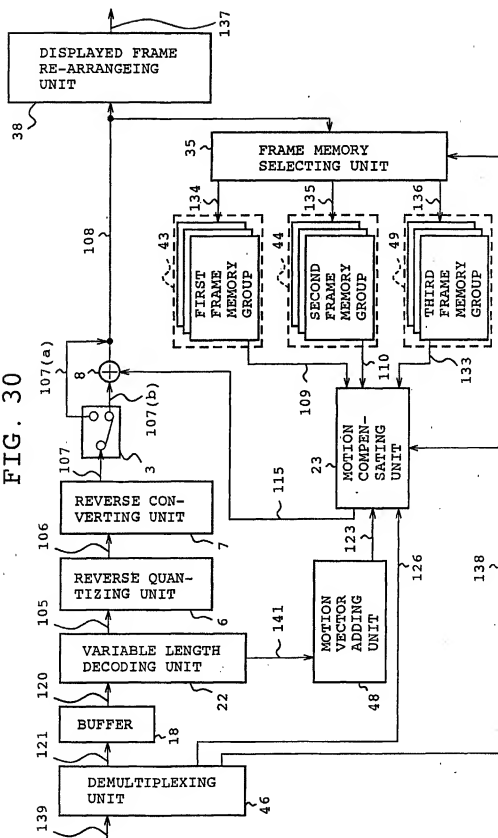 FIG. 30
139
DEMULTIPLEXING
UNIT
46
121
BUFFER
18
120
VARIABLE LENGTH
DECODING UNIT
22
105
REVERSE QUAN-
TIZING UNIT
6
106
REVERSE CON-
VERTING UNIT
7
107
3
107(a)
107(b)
8
108
DISPLAYED FRAME
RE-ARRANGEING
UNIT
38
137
35
FRAME MEMORY
SELECTING UNIT
134
135
136
43
FIRST
FRAME
MEMORY
GROUP
44
SECOND
FRAME
MEMORY
GROUP
49
THIRD
FRAME
MEMORY
GROUP
109
110
133
23
MOTION
COMPEN-
SATING
UNIT
115
123
126
141
MOTION
VECTOR
ADDING
UNIT
48
138